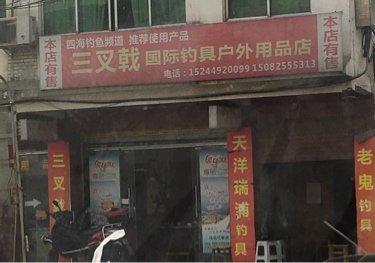 四海钓鱼频道 推荐使用产品
本店有售
三叉戟 国际钓具户外用品店
电话：15244920099 15082555313
本店有售
三叉戟
天洋瑞浦钓具
老鬼钓具